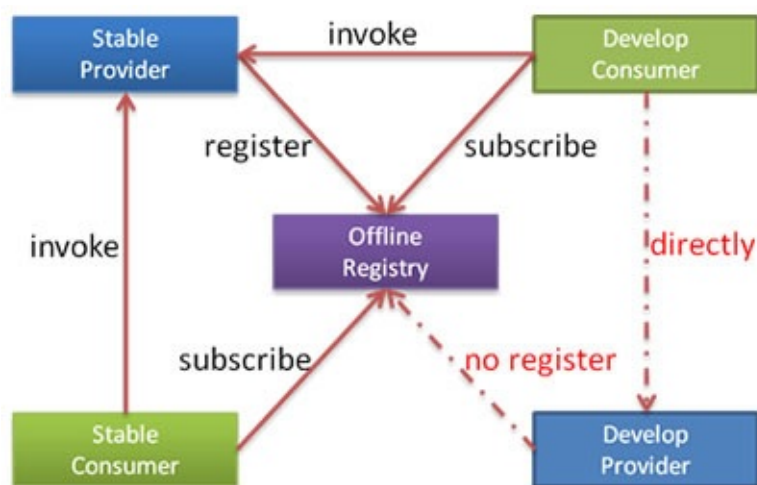 Stable
Provider
invoke
Develop
Consumer
register
subscribe
Offline
Registry
invoke
directly
subscribe
no register
Stable
Consumer
Develop
Provider